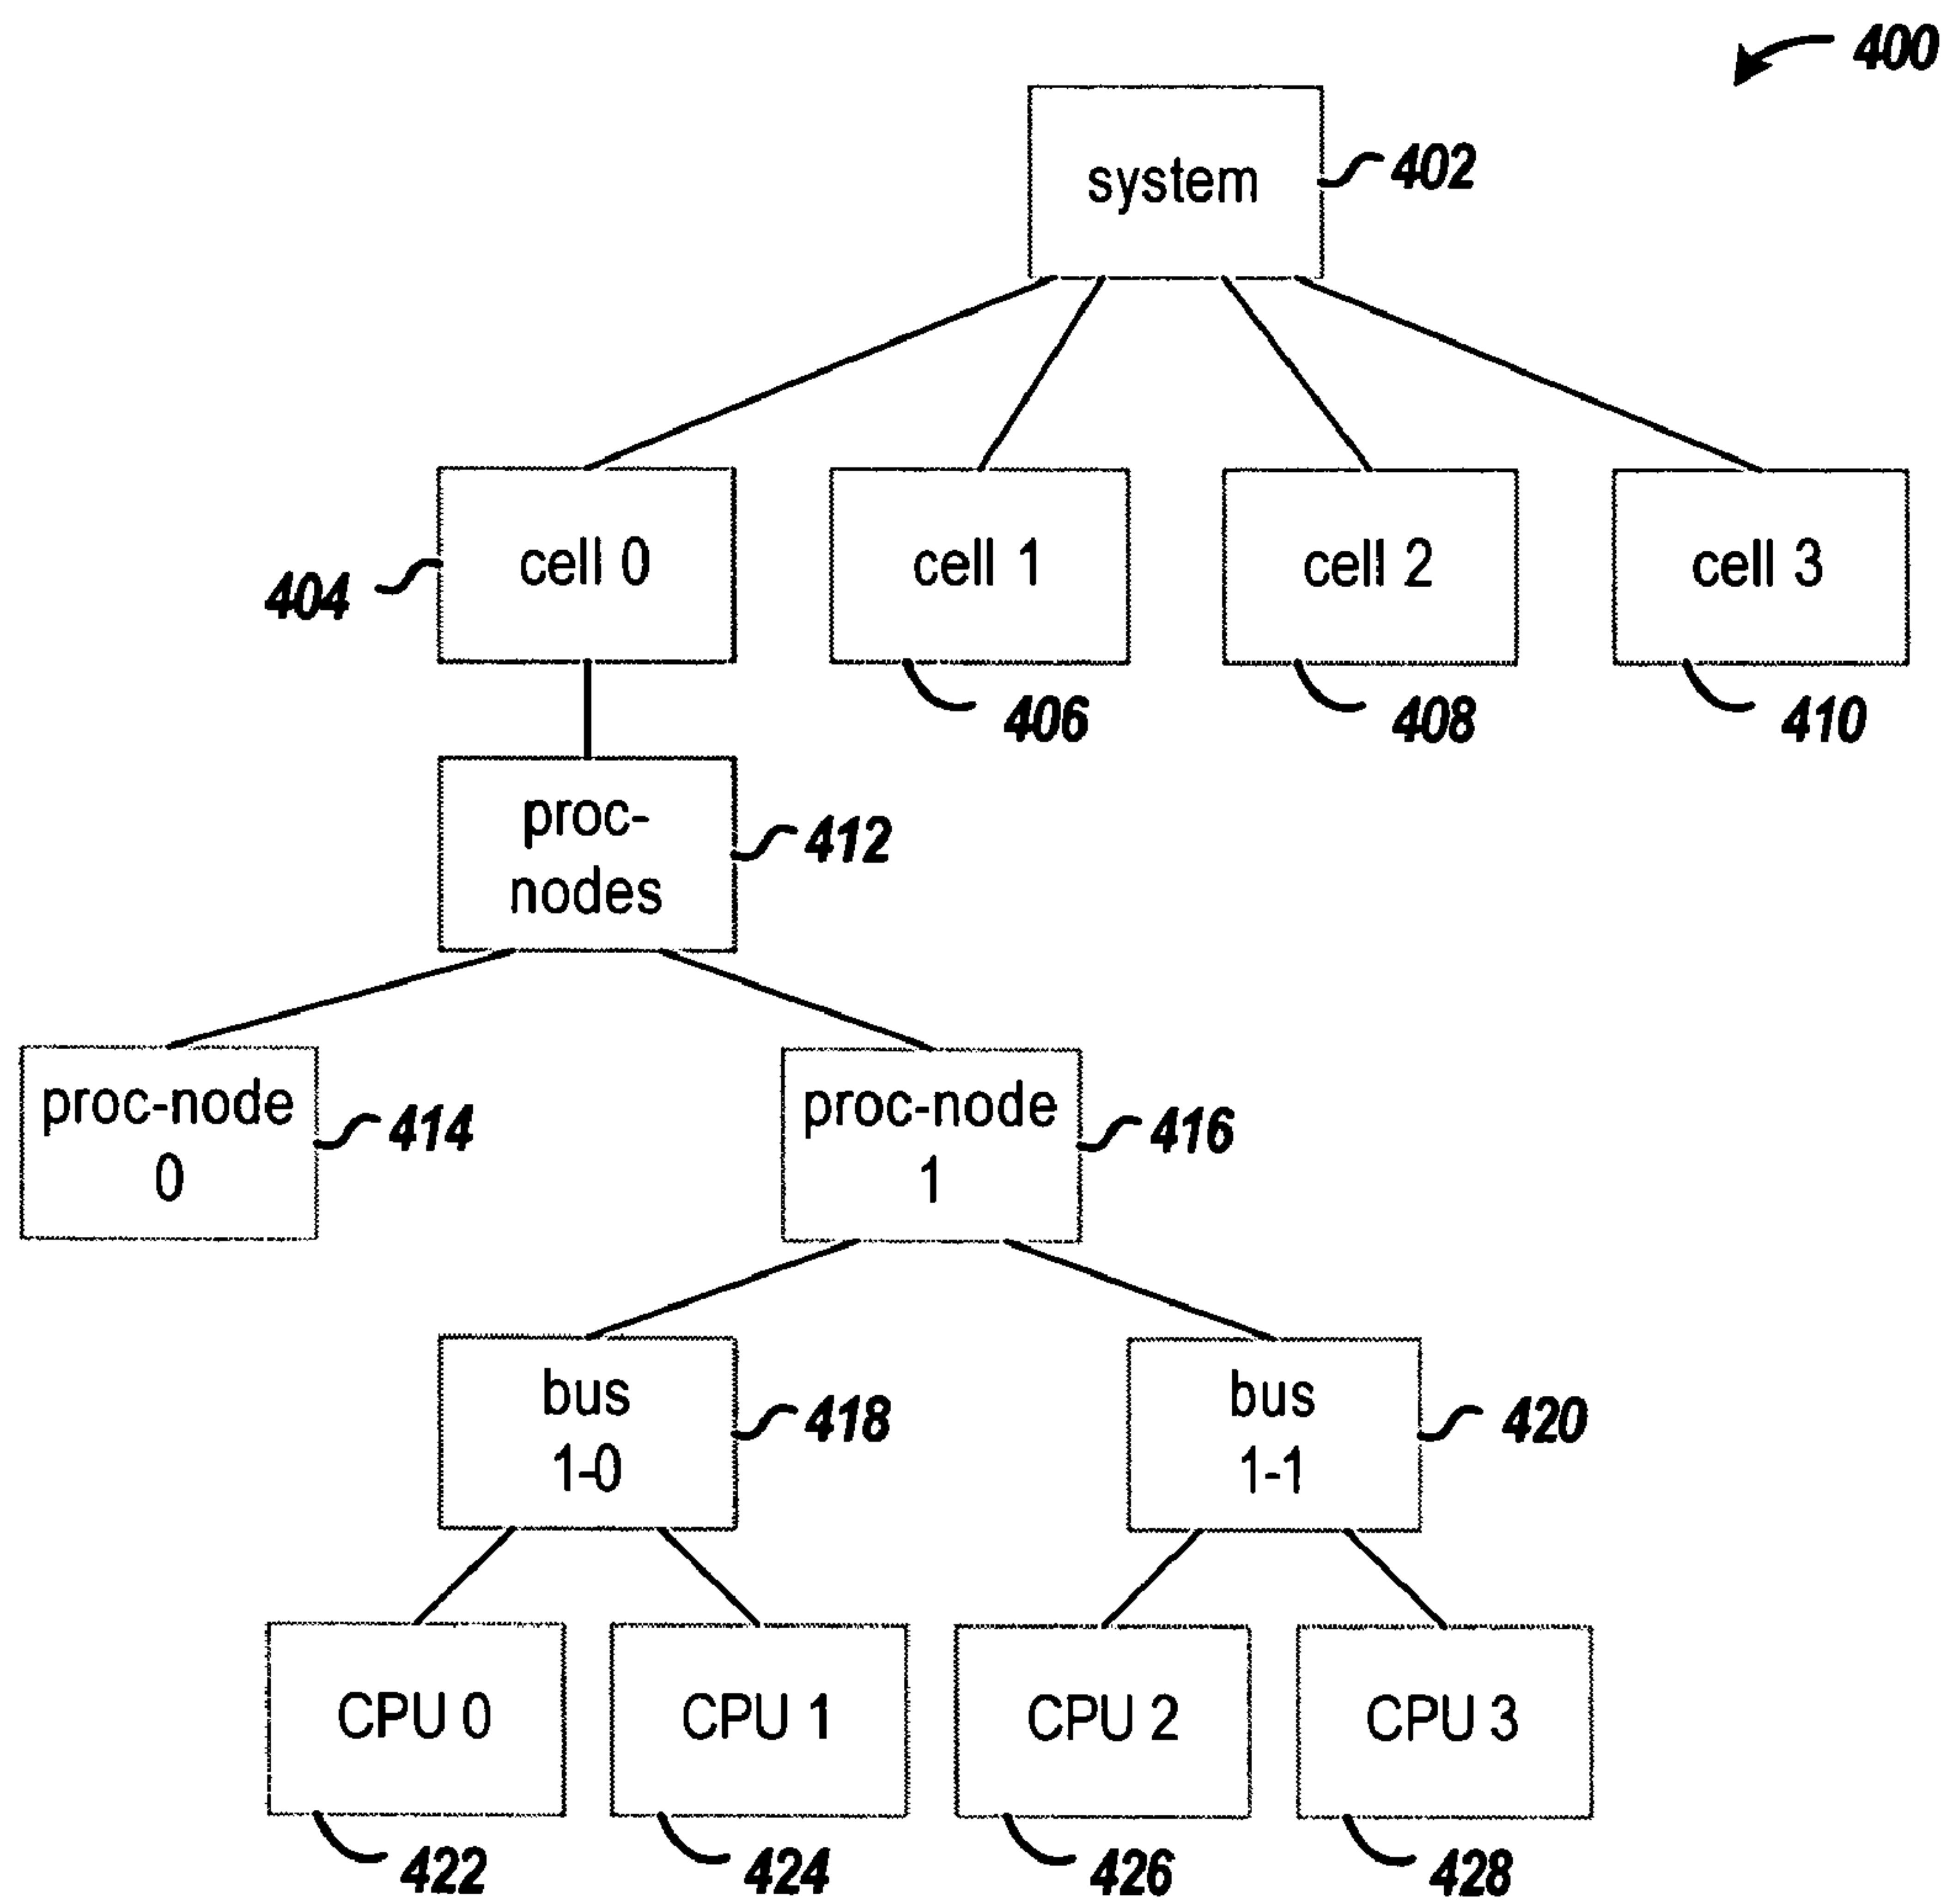 400
system
402
cell 0
cell 1
cell 2
cell 3
404
406
408
410
proc-
nodes
412
proc-node
0
414
proc-node
1
416
bus
1-0
418
bus
1-1
420
CPU 0
CPU 1
CPU 2
CPU 3
422
424
426
428